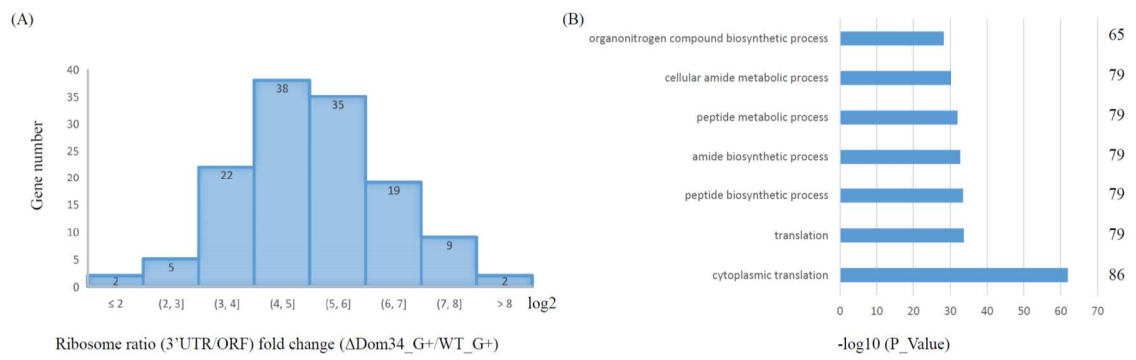 (A)
(B)
40
35
30
25
20
15
10
5
0
Gene number
2
5
22
38
35
19
9
2
≤ 2
(2, 3]
(3, 4]
(4, 5]
(5, 6]
(6, 7]
(7, 8]
> 8
log2
Ribosome ratio (3’UTR/ORF) fold change (ΔDom34_G+/WT_G+)
organonitrogen compound biosynthetic process
65
cellular amide metabolic process
79
peptide metabolic process
79
amide biosynthetic process
79
peptide biosynthetic process
79
translation
79
cytoplasmic translation
86
0 10 20 30 40 50 60 70
-log10 (P_Value)